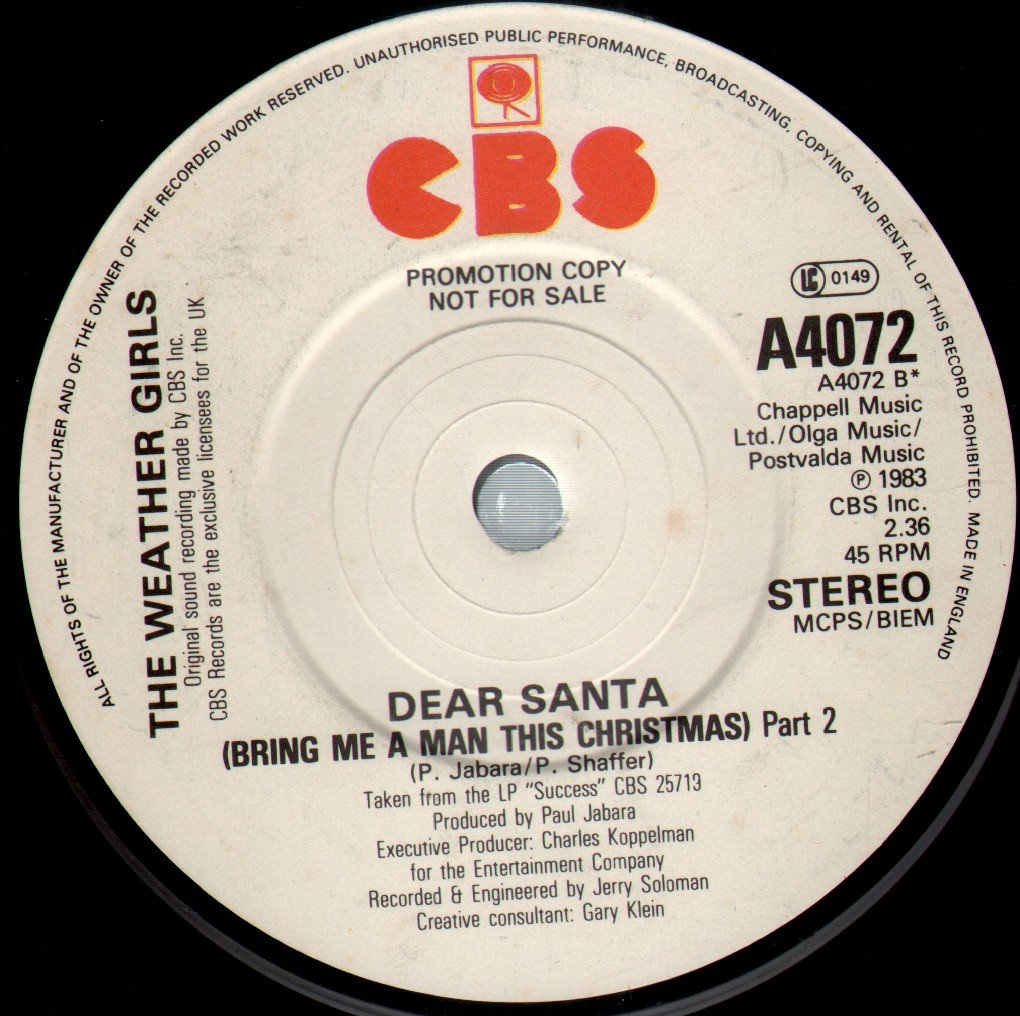 ALL RIGHTS OF THE MANUFACTURER AND OF THE OWNER OF THE RECORDED WORK RESERVED. UNAUTHORISED PUBLIC PERFORMANCE, BROADCASTING, COPYING AND RENTAL OF THIS RECORD PROHIBITED. MADE IN ENGLAND
CBS
PROMOTION COPY
NOT FOR SALE
LC 0149
THE WEATHER GIRLS
Original sound recording made by CBS Inc.
CBS Records are the exclusive licensees for the UK
A4072
A4072 B*
Chappell Music
Ltd./Olga Music/
Postvalda Music
℗ 1983
CBS Inc.
2.36
45 RPM
STEREO
MCPS/BIEM
DEAR SANTA
(BRING ME A MAN THIS CHRISTMAS) Part 2
(P. Jabara/P. Shaffer)
Taken from the LP "Success" CBS 25719
Produced by Paul Jabara
Executive Producer: Charles Koppelman
for the Entertainment Company
Recorded & Engineered by Jerry Soloman
Creative consultant: Gary Klein